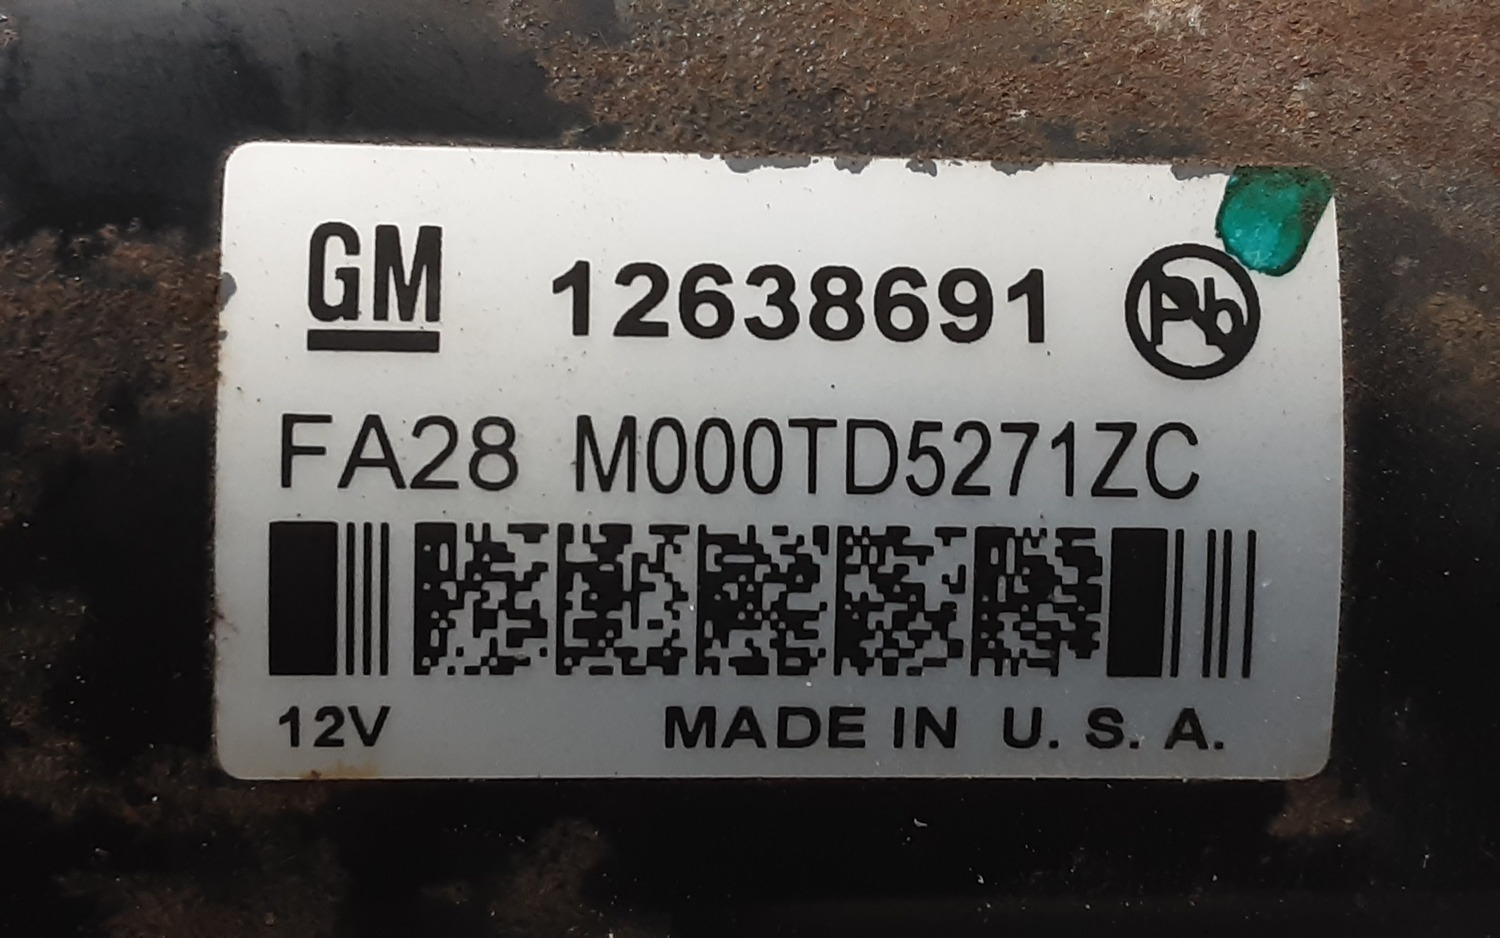 GM 12638691 Pb
FA28 M000TD5271ZC
12V MADE IN U. S. A.